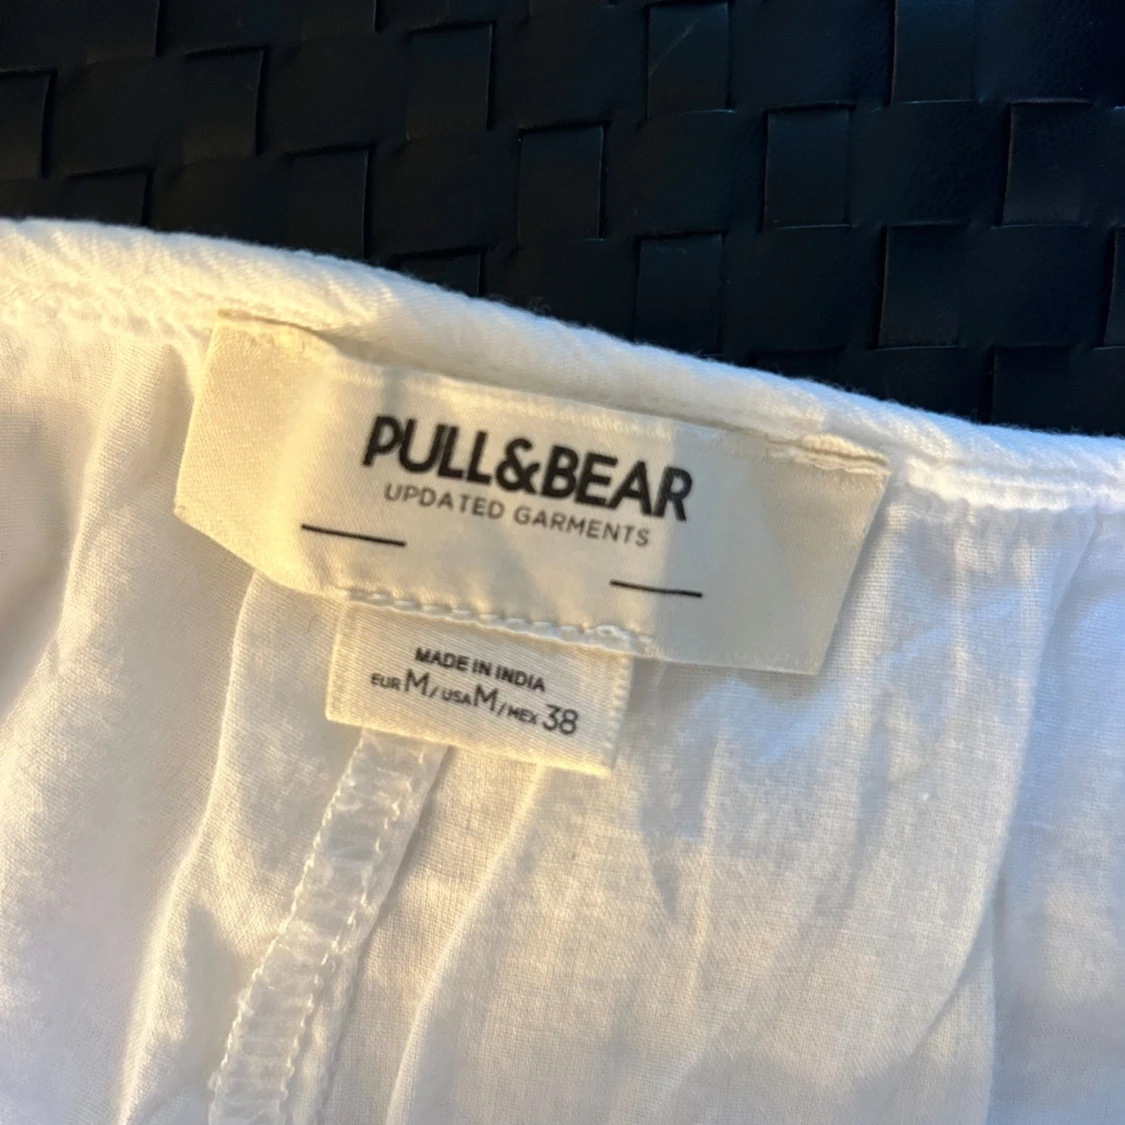 PULL&BEAR
UPDATED GARMENTS
MADE IN INDIA
EUR M / USA M / MEX 38